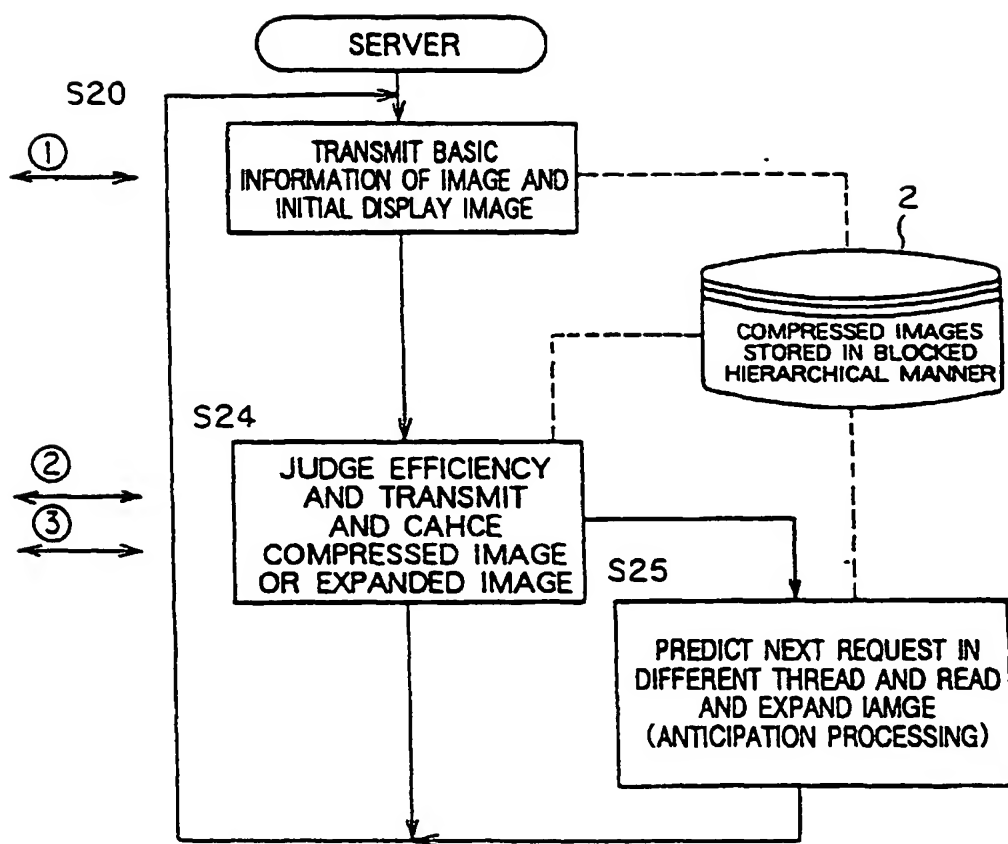 SERVER
S20
①
TRANSMIT BASIC
INFORMATION OF IMAGE AND
INITIAL DISPLAY IMAGE
2
COMPRESSED IMAGES
STORED IN BLOCKED
HIERARCHICAL MANNER
S24
②
③
JUDGE EFFICIENCY
AND TRANSMIT
AND CAHCE
COMPRESSED IMAGE
OR EXPANDED IMAGE
S25
PREDICT NEXT REQUEST IN
DIFFERENT THREAD AND READ
AND EXPAND IAMGE
(ANTICIPATION PROCESSING)